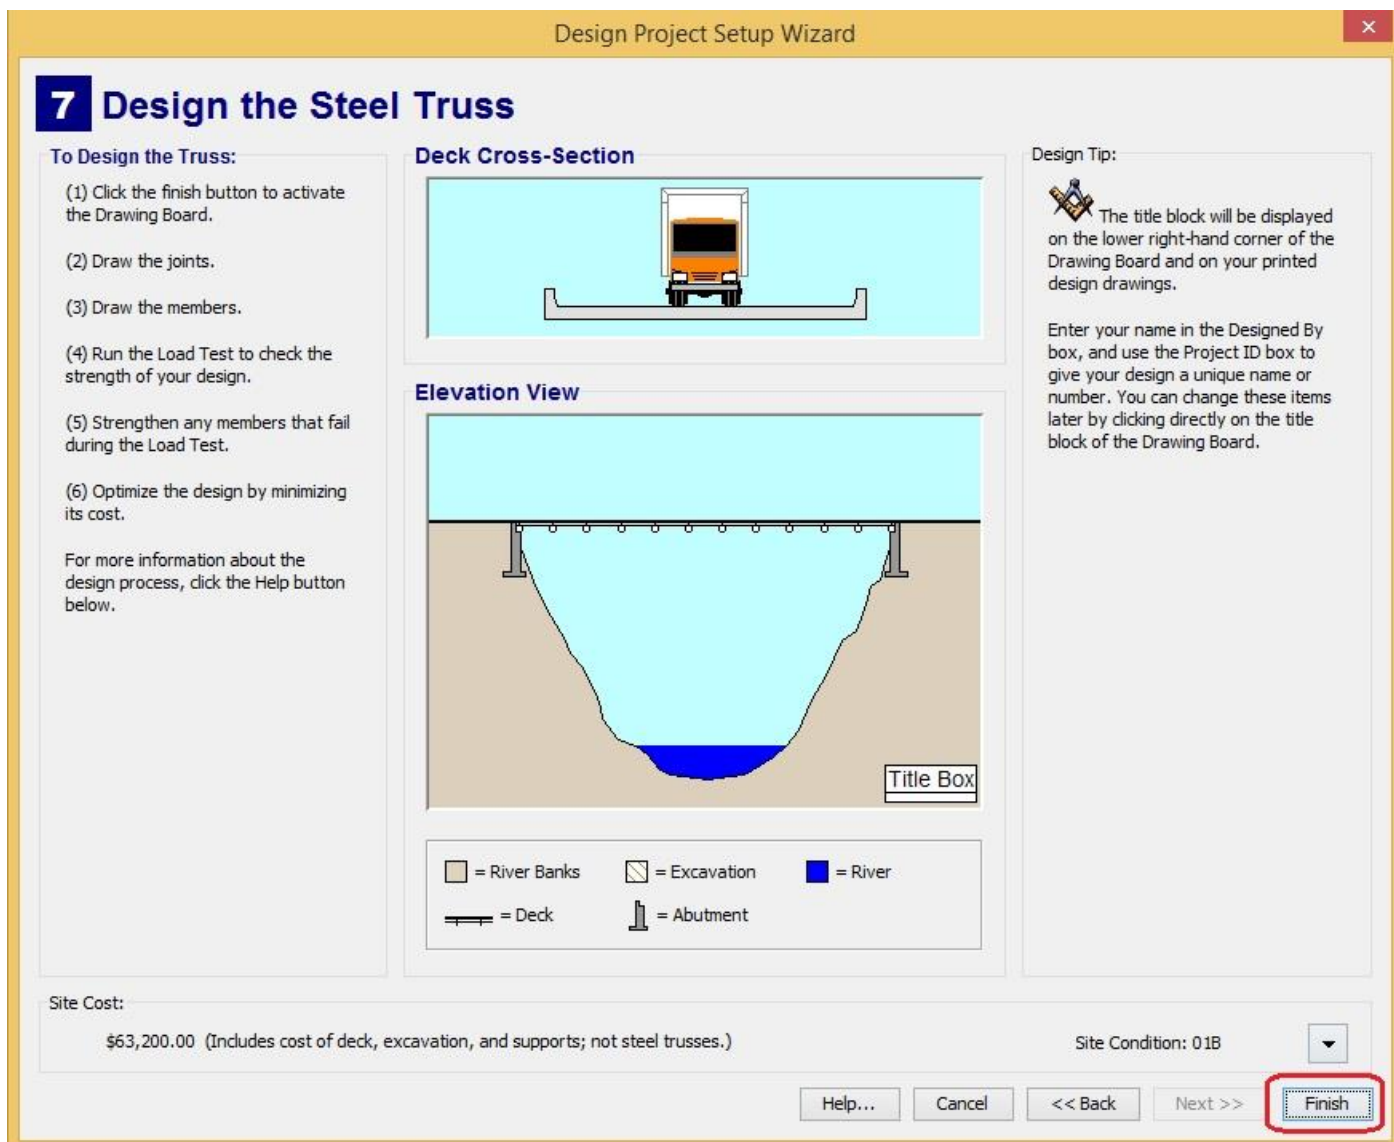 Design Project Setup Wizard
7 Design the Steel Truss
To Design the Truss:
(1) Click the finish button to activate
the Drawing Board.
(2) Draw the joints.
(3) Draw the members.
(4) Run the Load Test to check the
strength of your design.
(5) Strengthen any members that fail
during the Load Test.
(6) Optimize the design by minimizing
its cost.
For more information about the
design process, click the Help button
below.
Deck Cross-Section
Elevation View
Title Box
= River Banks
= Excavation
= River
= Deck
= Abutment
Design Tip:
The title block will be displayed
on the lower right-hand corner of the
Drawing Board and on your printed
design drawings.
Enter your name in the Designed By
box, and use the Project ID box to
give your design a unique name or
number. You can change these items
later by clicking directly on the title
block of the Drawing Board.
Site Cost:
$63,200.00 (Includes cost of deck, excavation, and supports; not steel trusses.)
Site Condition: 01B
Help...
Cancel
<< Back
Next >>
Finish